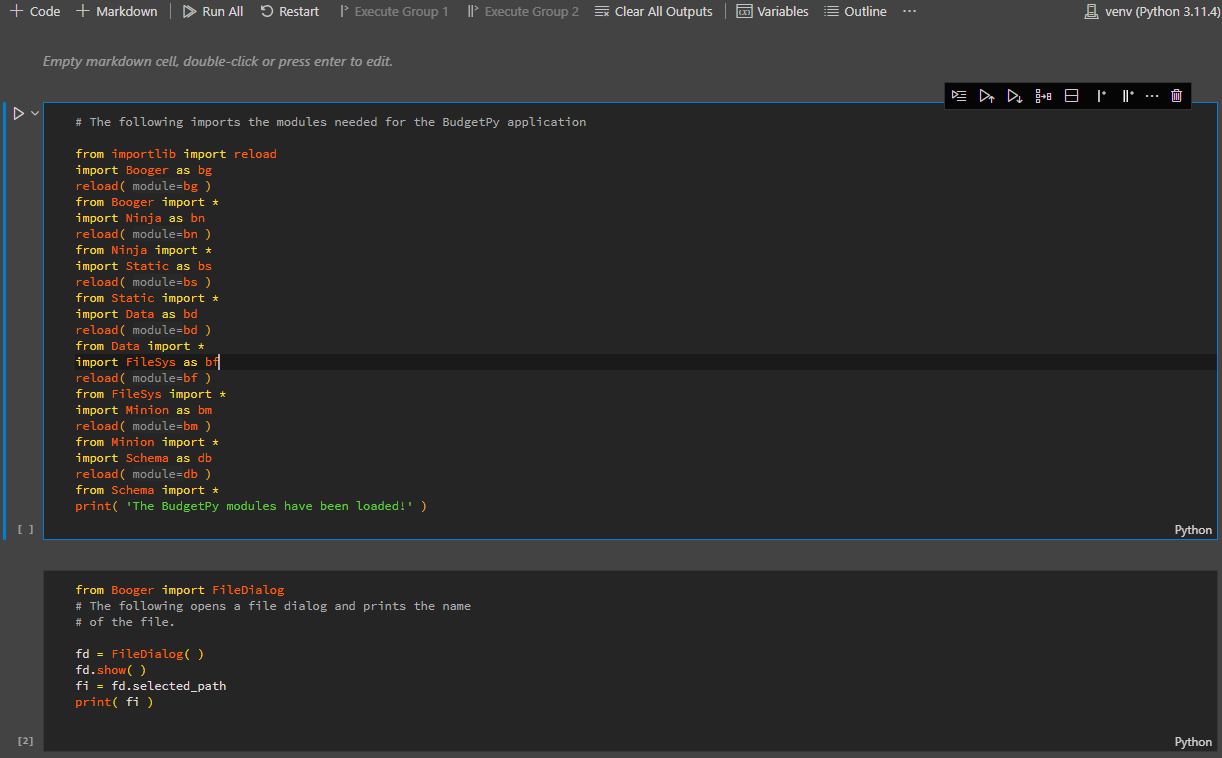 Code Markdown Run All Restart Execute Group 1 Execute Group 2 Clear All Outputs Variables Outline ··· venv (Python 3.11.4)
Empty markdown cell, double-click or press enter to edit.
# The following imports the modules needed for the BudgetPy application
from importlib import reload
import Booger as bg
reload( module=bg )
from Booger import *
import Ninja as bn
reload( module=bn )
from Ninja import *
import Static as bs
reload( module=bs )
from Static import *
import Data as bd
reload( module=bd )
from Data import *
import FileSys as bf
reload( module=bf )
from FileSys import *
import Minion as bm
reload( module=bm )
from Minion import *
import Schema as db
reload( module=db )
from Schema import *
print( 'The BudgetPy modules have been loaded!' )
[ ]
Python
from Booger import FileDialog
# The following opens a file dialog and prints the name
# of the file.
fd = FileDialog( )
fd.show( )
fi = fd.selected_path
print( fi )
[2]
Python